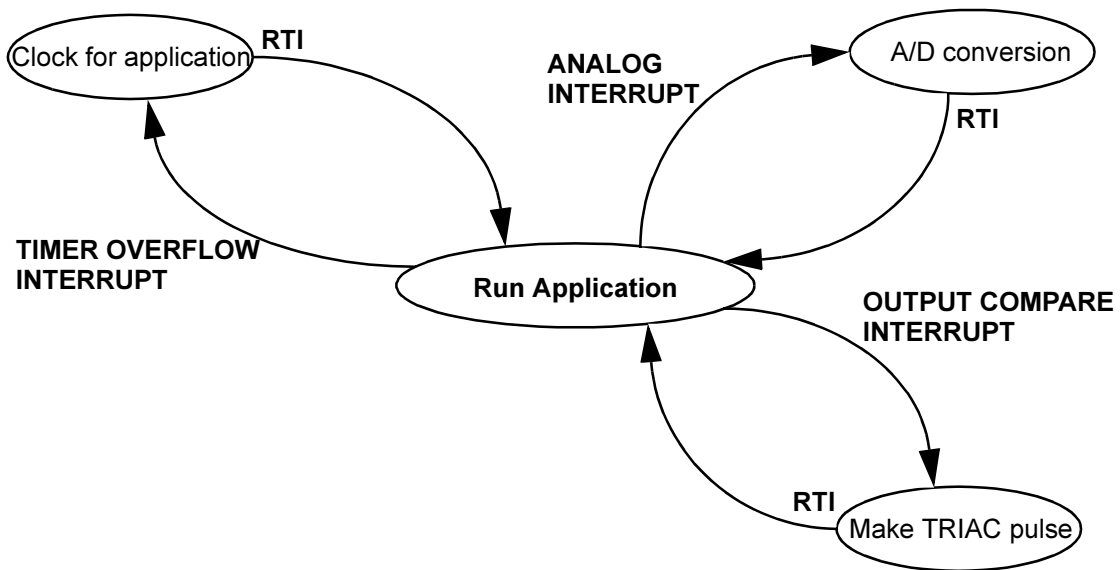 Clock for application
RTI
ANALOG
INTERRUPT
A/D conversion
RTI
TIMER OVERFLOW
INTERRUPT
Run Application
OUTPUT COMPARE
INTERRUPT
RTI
Make TRIAC pulse